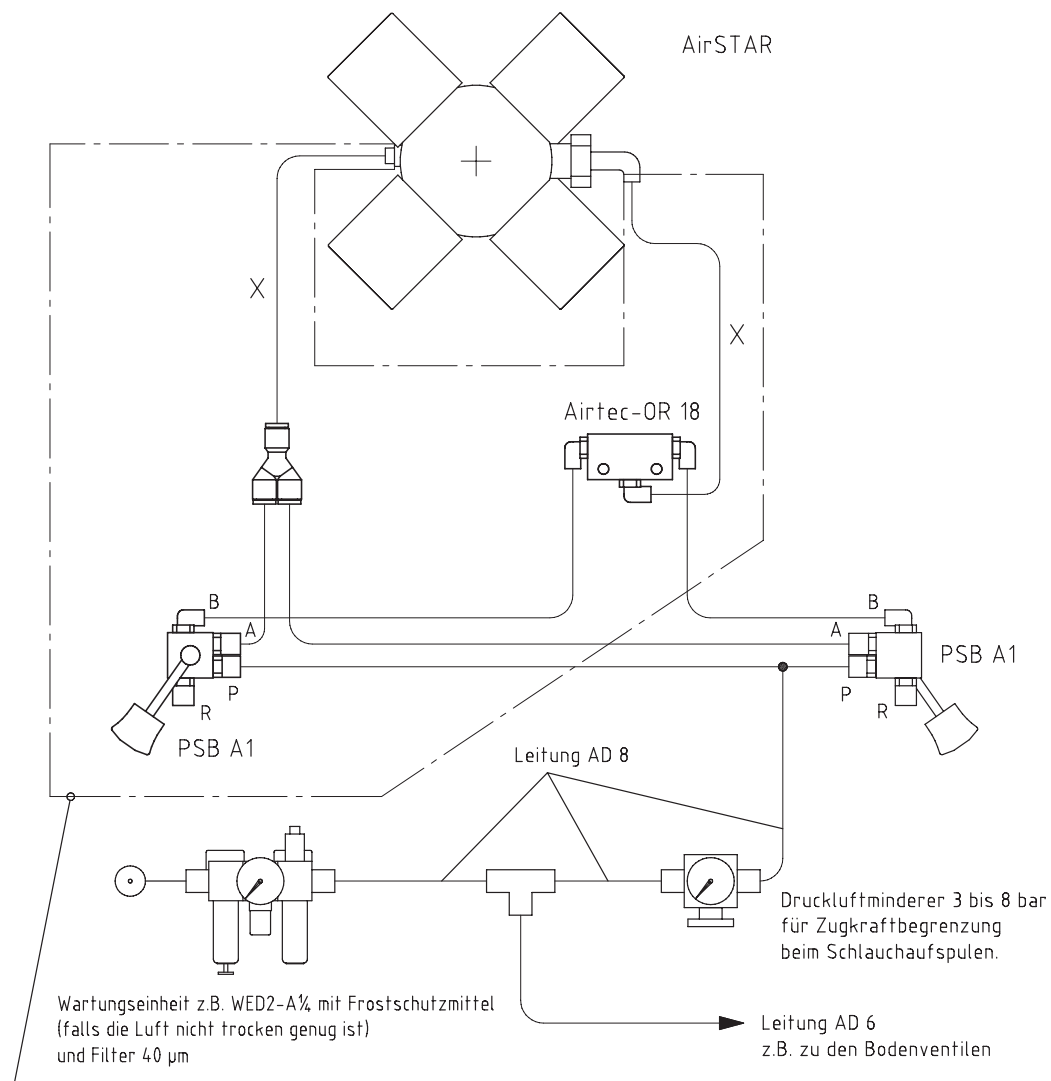 AirSTAR
X
X
Airtec-OR 18
B
A
P
R
PSB A1
B
A
P
R
PSB A1
Leitung AD 8
Druckluftminderer 3 bis 8 bar
für Zugkraftbegrenzung
beim Schlauchaufspulen.
Wartungseinheit z.B. WED2-A¼ mit Frostschutzmittel
(falls die Luft nicht trocken genug ist)
und Filter 40 µm
Leitung AD 6
z.B. zu den Bodenventilen